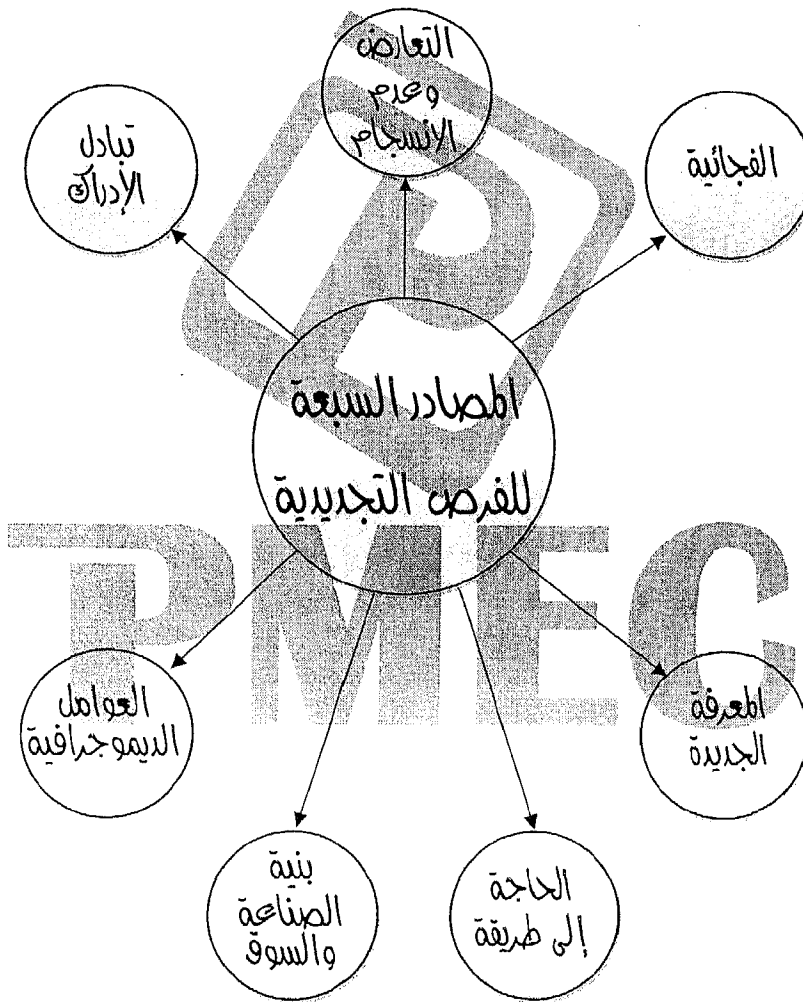 التعارض
وعدم
الانسجام
تبادل
الإدراك
الفجائية
المصادر السبعة
للفرص التجديدية
العوامل
الديموجرافية
المعرفة
الجديدة
بنية
الصناعة
والسوق
الحاجة
إلى طريقة
PMEC